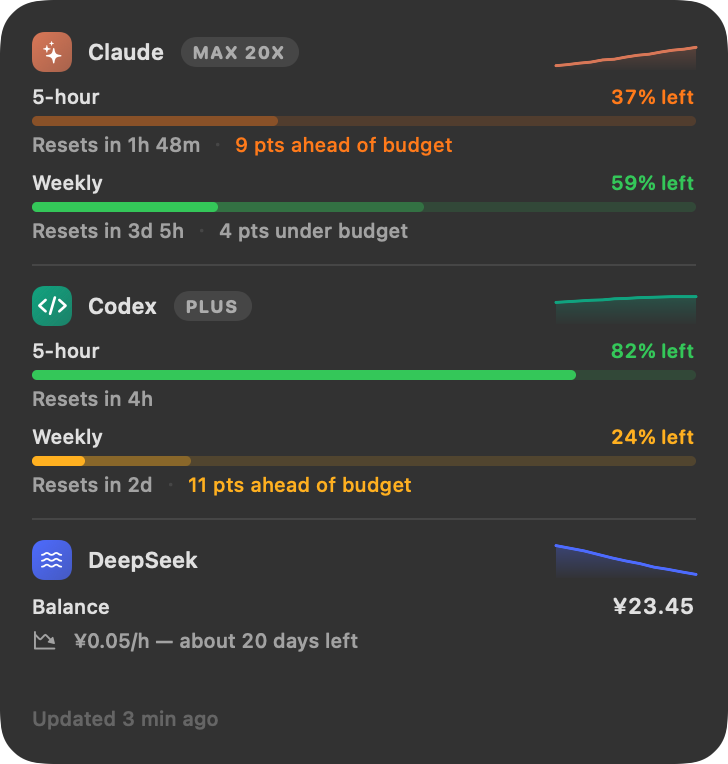 Claude MAX 20X
5-hour 37% left
Resets in 1h 48m · 9 pts ahead of budget
Weekly 59% left
Resets in 3d 5h · 4 pts under budget
Codex PLUS
5-hour 82% left
Resets in 4h
Weekly 24% left
Resets in 2d · 11 pts ahead of budget
DeepSeek
Balance ¥23.45
¥0.05/h — about 20 days left
Updated 3 min ago